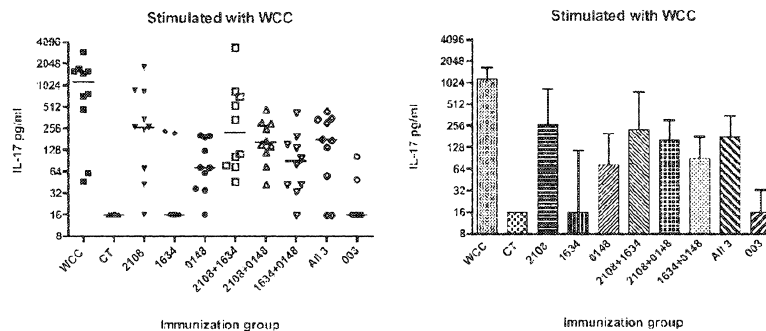 Stimulated with WCC
4096
2048
1024
512
256
128
64
32
16
8
IL-17 pg/ml
WCC
CT
2108
1634
0148
2108+1634
2108+0148
1634+0148
All 3
003
Immunization group
Stimulated with WCC
4096
2048
1024
512
256
128
64
32
16
8
IL-17 pg/ml
WCC
CT
2108
1634
0148
2108+1634
2108+0148
1634+0148
All 3
003
Immunization group